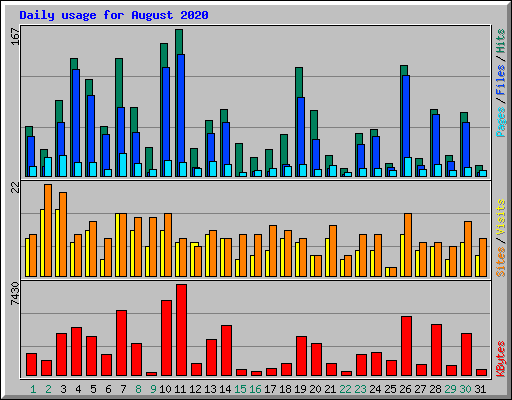 Daily usage for August 2020
167
Pages / Files / Hits
22
Sites / Visits
7430
KBytes
1 2 3 4 5 6 7 8 9 10 11 12 13 14 15 16 17 18 19 20 21 22 23 24 25 26 27 28 29 30 31